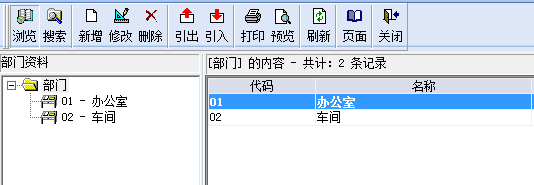 浏览 搜索 新增 修改 删除 引出 引入 打印 预览 刷新 页面 关闭
部门资料
部门
01 - 办公室
02 - 车间
[部门] 的内容 - 共计: 2 条记录
代码 名称
01 办公室
02 车间